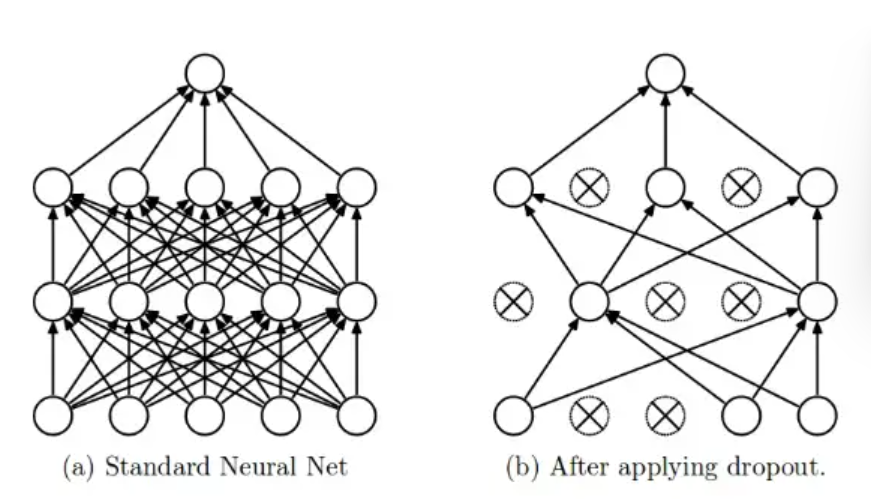 (a) Standard Neural Net
(b) After applying dropout.